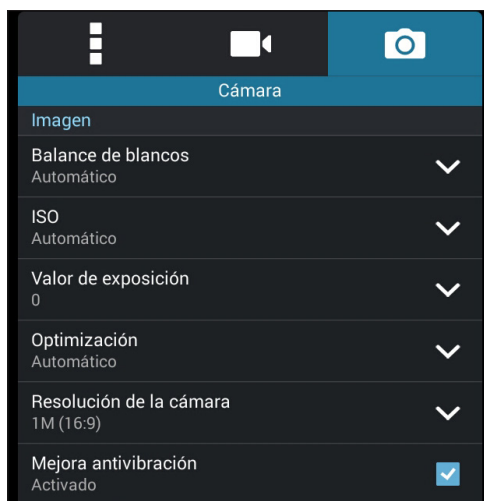 Cámara
Imagen
Balance de blancos
Automático
ISO
Automático
Valor de exposición
0
Optimización
Automático
Resolución de la cámara
1M (16:9)
Mejora antivibración
Activado